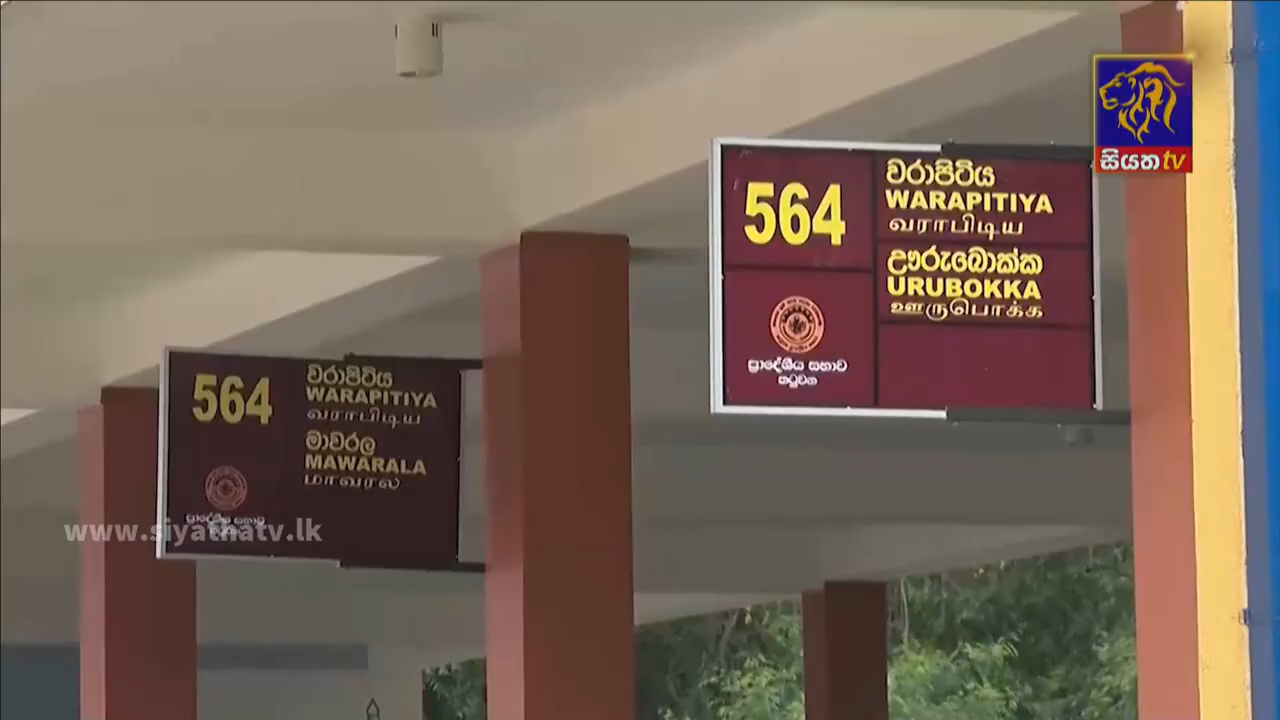 සියත tv
564
වරාපිටිය
WARAPITIYA
வராபிடிய
ඌරුබොක්ක
URUBOKKA
ஊருபொக்க
ප්‍රාදේශීය සභාව
කටුවන
564
වරාපිටිය
WARAPITIYA
வராபிடிய
මාවරල
MAWARALA
மாவரல
ප්‍රාදේශීය සභාව
www.siyathatv.lk